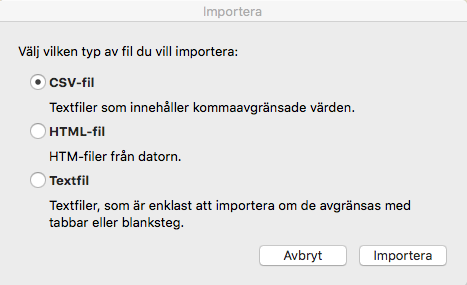 Importera
Välj vilken typ av fil du vill importera:
CSV-fil
Textfiler som innehåller kommaavgränsade värden.
HTML-fil
HTM-filer från datorn.
Textfil
Textfiler, som är enklast att importera om de avgränsas med
tabbar eller blanksteg.
Avbryt
Importera